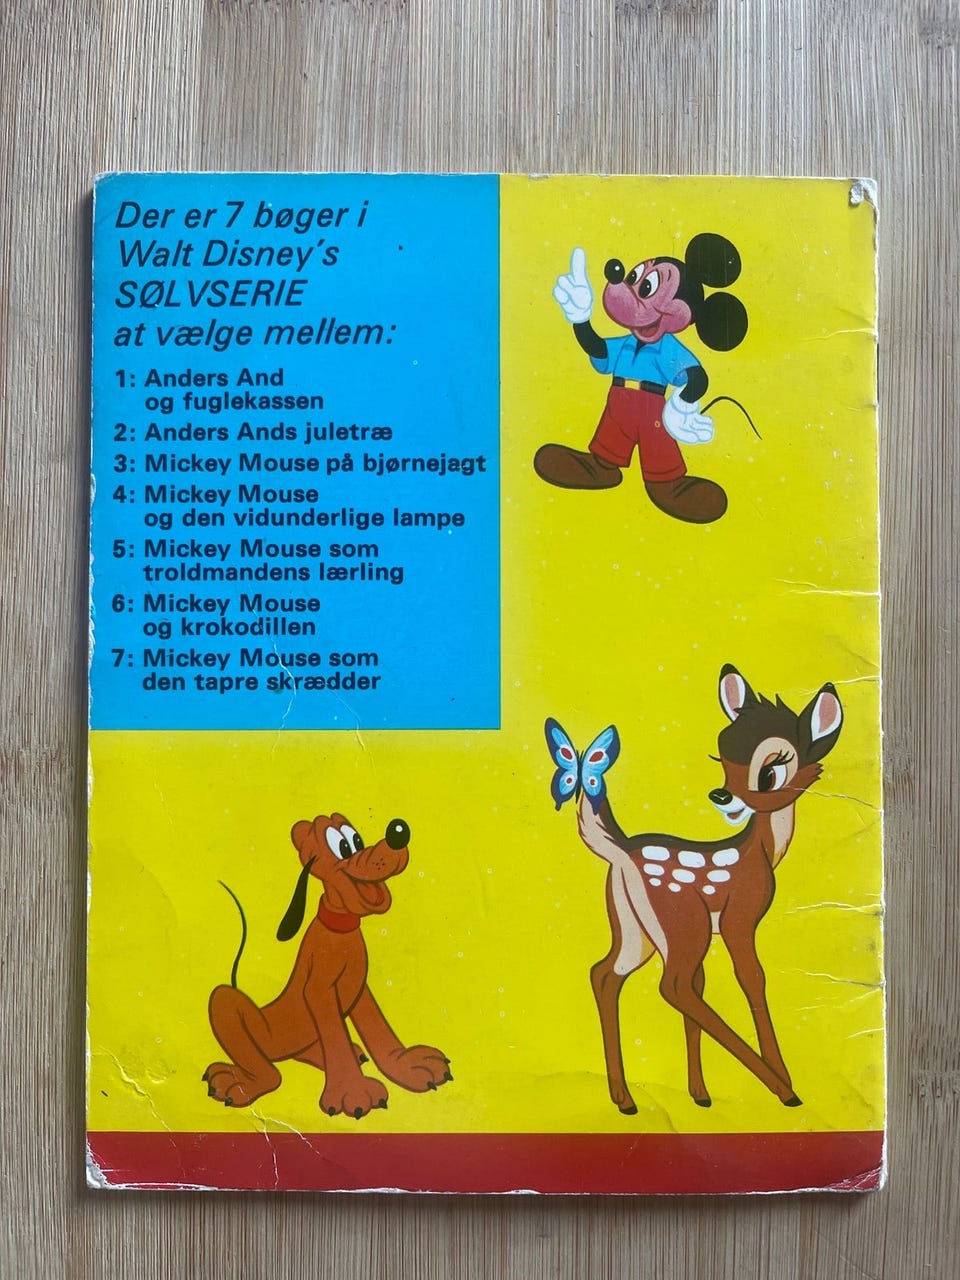 Der er 7 bøger i
Walt Disney's
SØLVSERIE
at vælge mellem:
1: Anders And
og fuglekassen
2: Anders Ands juletræ
3: Mickey Mouse på bjørnejagt
4: Mickey Mouse
og den vidunderlige lampe
5: Mickey Mouse som
troldmandens lærling
6: Mickey Mouse
og krokodillen
7: Mickey Mouse som
den tapre skrædder